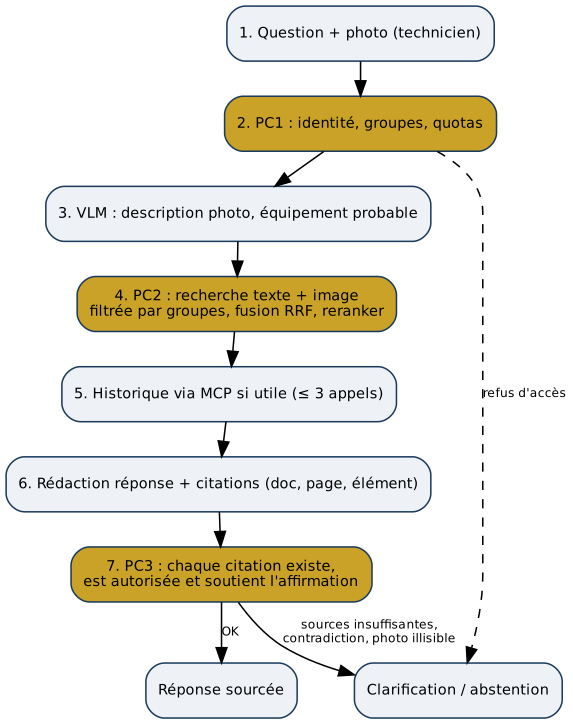 1. Question + photo (technicien)
2. PC1 : identité, groupes, quotas
3. VLM : description photo, équipement probable
4. PC2 : recherche texte + image
filtrée par groupes, fusion RRF, reranker
5. Historique via MCP si utile (≤ 3 appels)
refus d'accès
6. Rédaction réponse + citations (doc, page, élément)
7. PC3 : chaque citation existe,
est autorisée et soutient l'affirmation
OK
sources insuffisantes,
contradiction, photo illisible
Réponse sourcée
Clarification / abstention